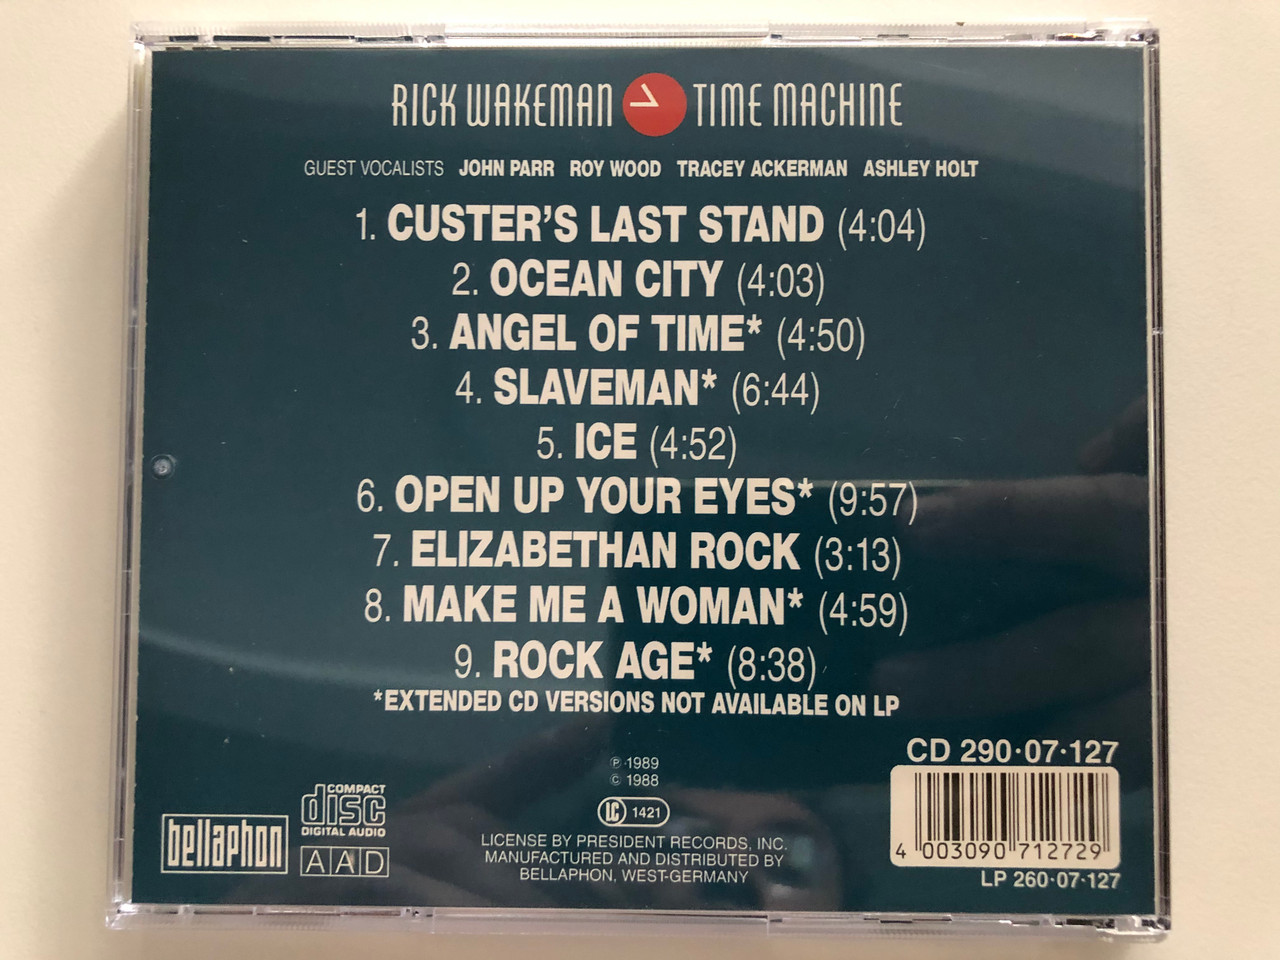 RICK WAKEMAN TIME MACHINE
GUEST VOCALISTS JOHN PARR ROY WOOD TRACEY ACKERMAN ASHLEY HOLT
1. CUSTER'S LAST STAND (4:04)
2. OCEAN CITY (4:03)
3. ANGEL OF TIME* (4:50)
4. SLAVEMAN* (6:44)
5. ICE (4:52)
6. OPEN UP YOUR EYES* (9:57)
7. ELIZABETHAN ROCK (3:13)
8. MAKE ME A WOMAN* (4:59)
9. ROCK AGE* (8:38)
*EXTENDED CD VERSIONS NOT AVAILABLE ON LP
bellaphon
COMPACT
disc
DIGITAL AUDIO
AAD
℗ 1989
© 1988
LC 1421
LICENSE BY PRESIDENT RECORDS, INC.
MANUFACTURED AND DISTRIBUTED BY
BELLAPHON, WEST-GERMANY
CD 290·07·127
4 003090 712729
LP 260·07·127